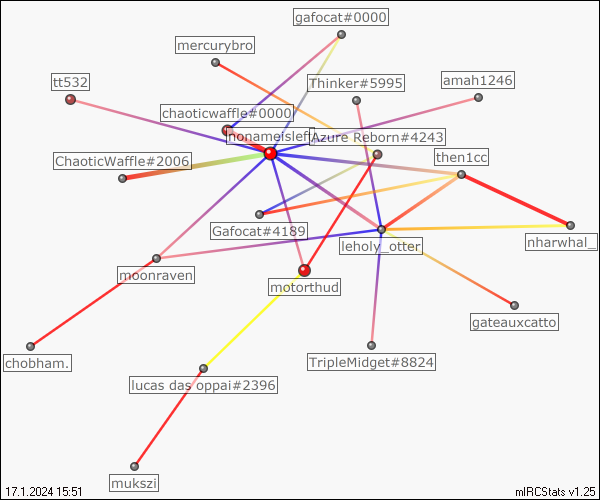 gafocat#0000
mercurybro
Thinker#5995
amah1246
tt532
chaoticwaffle#0000
nonameisleft
Azure Reborn#4243
then1cc
ChaoticWaffle#2006
Gafocat#4189
leholy_otter
nharwhal_
moonraven
motorthud
gateauxcatto
chobham.
TripleMidget#8824
lucas das oppai#2396
mukszi
17.1.2024 15:51
mIRCStats v1.25